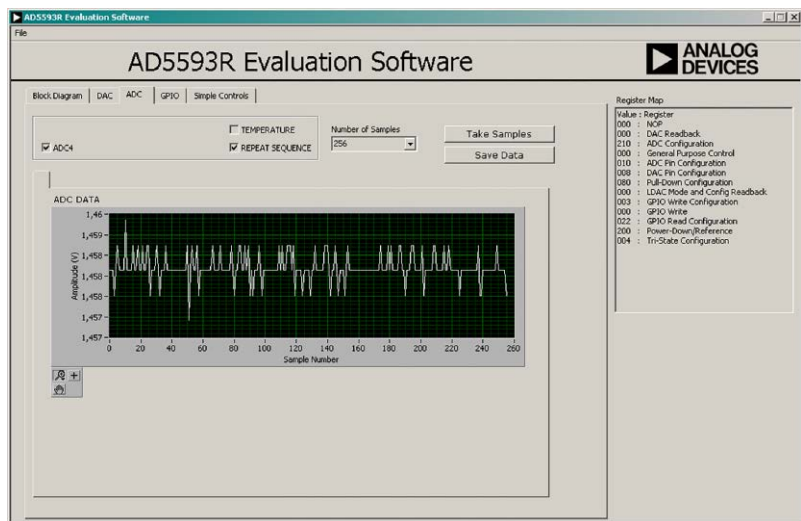 AD5593R Evaluation Software
File
AD5593R Evaluation Software
ANALOG
DEVICES
Block Diagram
DAC
ADC
GPIO
Simple Controls
TEMPERATURE
ADC4
REPEAT SEQUENCE
Number of Samples
256
Take Samples
Save Data
ADC DATA
Amplitude (V)
1,46
1,459
1,458
1,458
1,458
1,457
1,457
0 20 40 60 80 100 120 140 160 180 200 220 240 260
Sample Number
Register Map
Value : Register
000 : NOP
000 : DAC Readback
210 : ADC Configuration
000 : General Purpose Control
010 : ADC Pin Configuration
008 : DAC Pin Configuration
080 : Pull-Down Configuration
000 : LDAC Mode and Config Readback
003 : GPIO Write Configuration
000 : GPIO Write
022 : GPIO Read Configuration
200 : Power-Down/Reference
004 : Tri-State Configuration